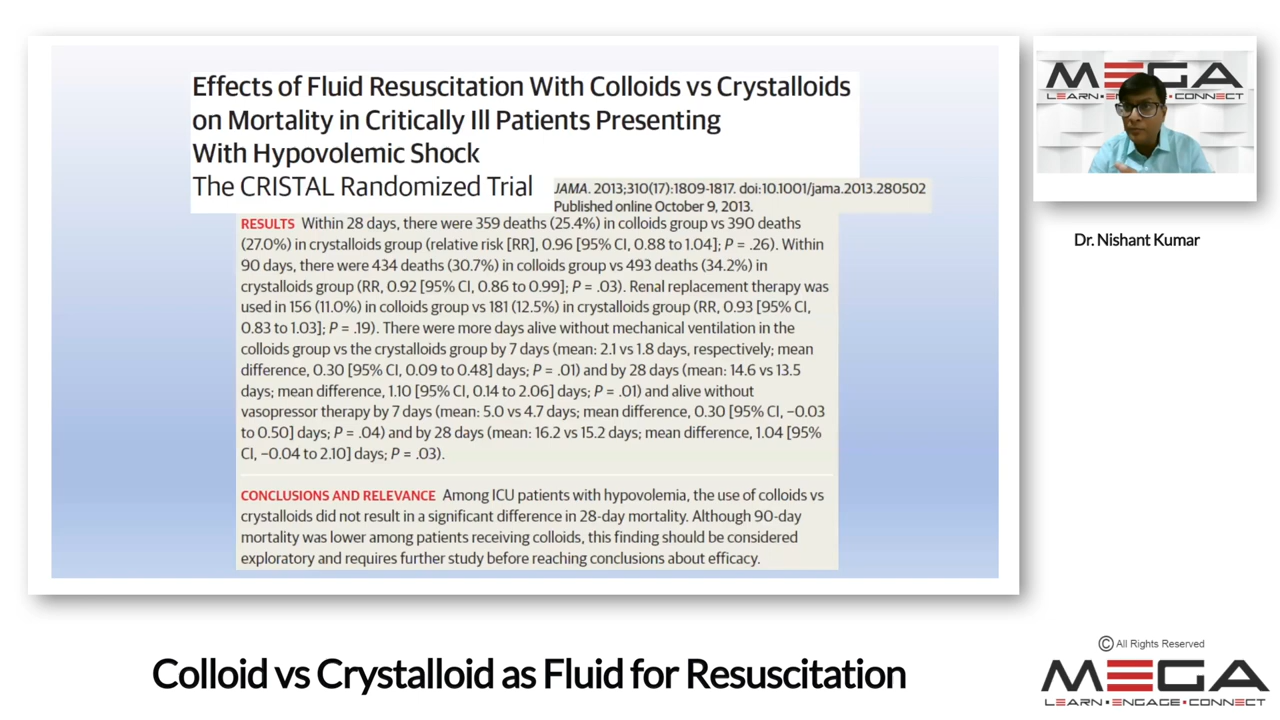 Effects of Fluid Resuscitation With Colloids vs Crystalloids
on Mortality in Critically Ill Patients Presenting
With Hypovolemic Shock
The CRISTAL Randomized Trial
JAMA. 2013;310(17):1809-1817. doi:10.1001/jama.2013.280502
Published online October 9, 2013.
RESULTS Within 28 days, there were 359 deaths (25.4%) in colloids group vs 390 deaths
(27.0%) in crystalloids group (relative risk [RR], 0.96 [95% CI, 0.88 to 1.04]; P = .26). Within
90 days, there were 434 deaths (30.7%) in colloids group vs 493 deaths (34.2%) in
crystalloids group (RR, 0.92 [95% CI, 0.86 to 0.99]; P = .03). Renal replacement therapy was
used in 156 (11.0%) in colloids group vs 181 (12.5%) in crystalloids group (RR, 0.93 [95% CI,
0.83 to 1.03]; P = .19). There were more days alive without mechanical ventilation in the
colloids group vs the crystalloids group by 7 days (mean: 2.1 vs 1.8 days, respectively; mean
difference, 0.30 [95% CI, 0.09 to 0.48] days; P = .01) and by 28 days (mean: 14.6 vs 13.5
days; mean difference, 1.10 [95% CI, 0.14 to 2.06] days; P = .01) and alive without
vasopressor therapy by 7 days (mean: 5.0 vs 4.7 days; mean difference, 0.30 [95% CI, −0.03
to 0.50] days; P = .04) and by 28 days (mean: 16.2 vs 15.2 days; mean difference, 1.04 [95%
CI, −0.04 to 2.10] days; P = .03).
CONCLUSIONS AND RELEVANCE Among ICU patients with hypovolemia, the use of colloids vs
crystalloids did not result in a significant difference in 28-day mortality. Although 90-day
mortality was lower among patients receiving colloids, this finding should be considered
exploratory and requires further study before reaching conclusions about efficacy.
MEGA
Dr. Nishant Kumar
Colloid vs Crystalloid as Fluid for Resuscitation
© All Rights Reserved
MEGA
LEARN • ENGAGE • CONNECT